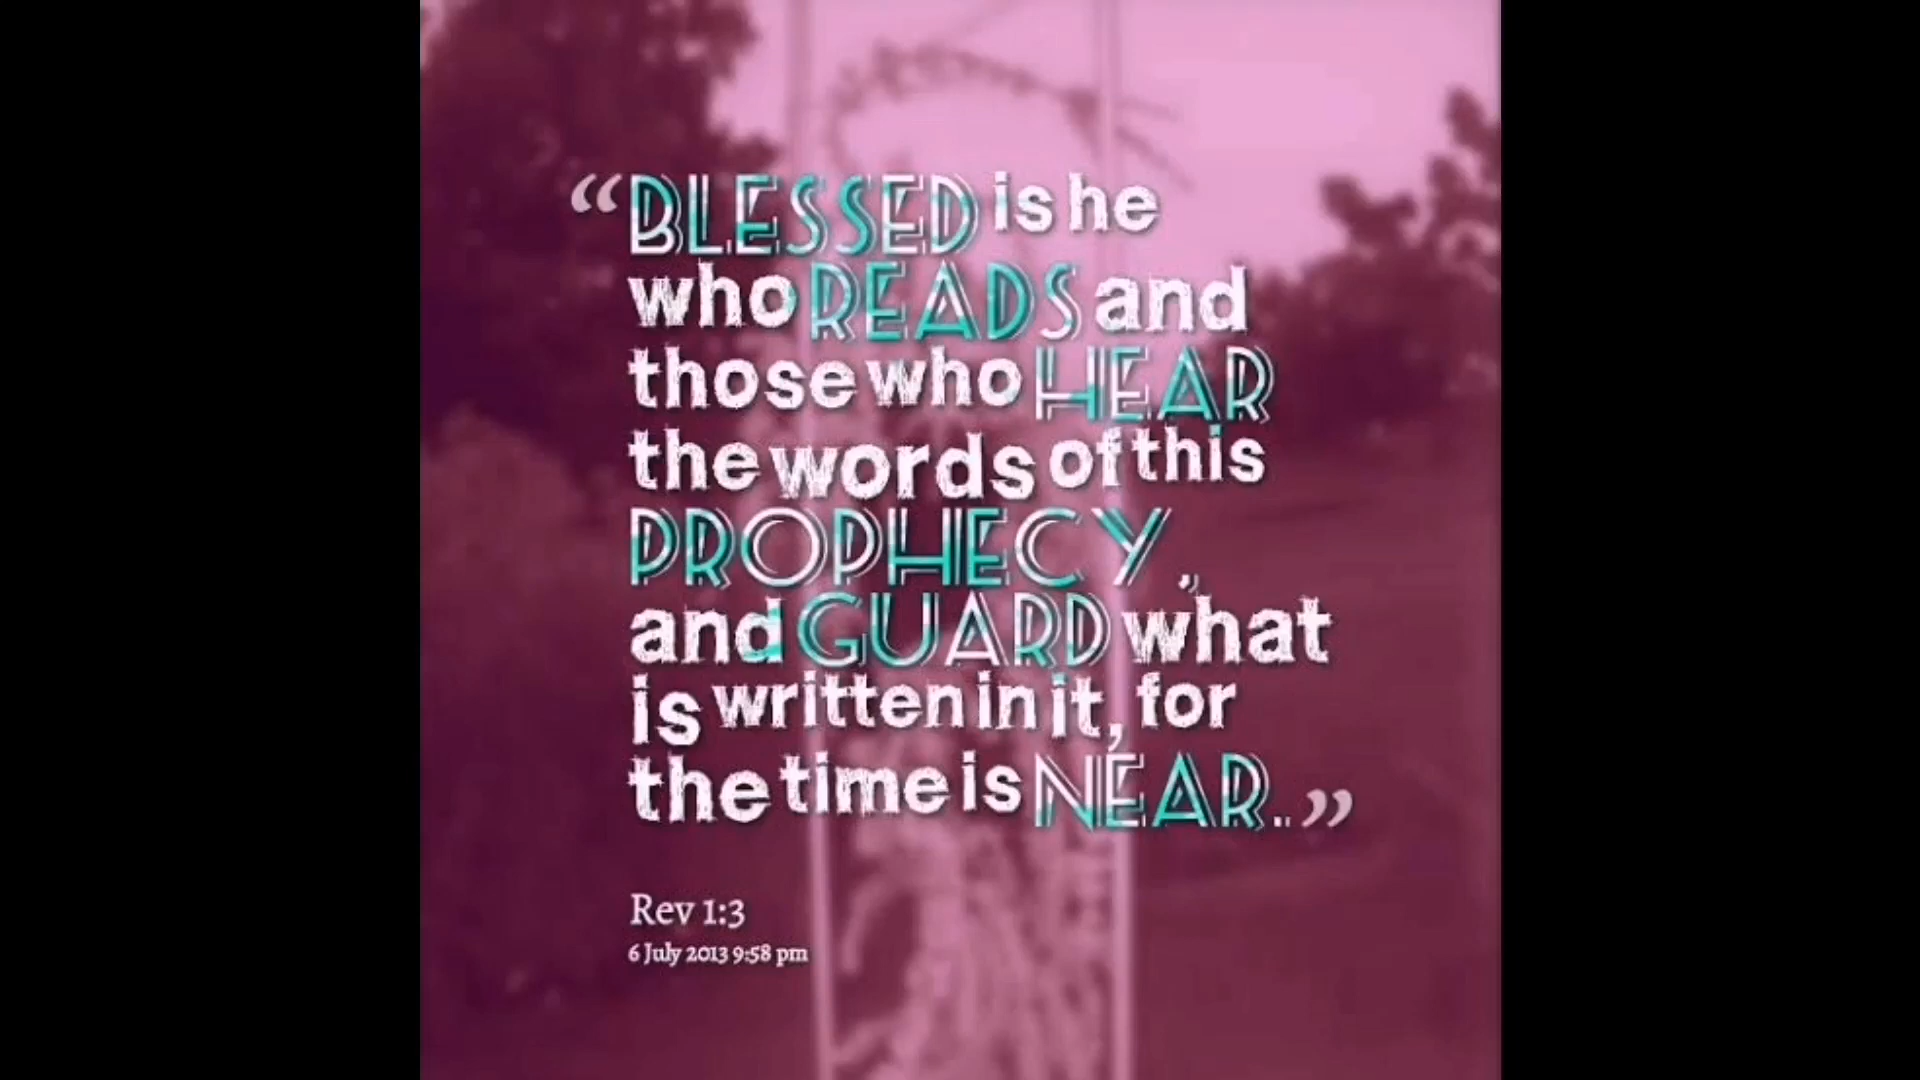 “BLESSED is he
who READS and
those who HEAR
the words of this
PROPHECY,,
and GUARD what
is written in it, for
the time is NEAR..”
Rev 1:3
6 July 2013 9:58 pm